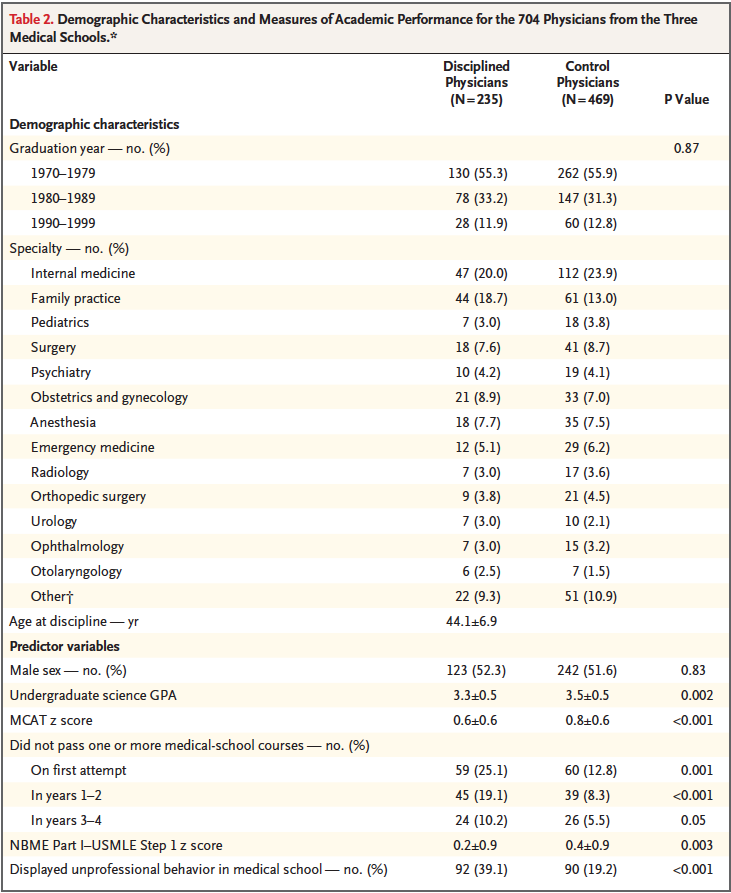 Table 2. Demographic Characteristics and Measures of Academic Performance for the 704 Physicians from the Three
Medical Schools.*
Variable Disciplined Physicians (N=235) Control Physicians (N=469) P Value
Demographic characteristics
Graduation year — no. (%) 0.87
1970–1979 130 (55.3) 262 (55.9)
1980–1989 78 (33.2) 147 (31.3)
1990–1999 28 (11.9) 60 (12.8)
Specialty — no. (%)
Internal medicine 47 (20.0) 112 (23.9)
Family practice 44 (18.7) 61 (13.0)
Pediatrics 7 (3.0) 18 (3.8)
Surgery 18 (7.6) 41 (8.7)
Psychiatry 10 (4.2) 19 (4.1)
Obstetrics and gynecology 21 (8.9) 33 (7.0)
Anesthesia 18 (7.7) 35 (7.5)
Emergency medicine 12 (5.1) 29 (6.2)
Radiology 7 (3.0) 17 (3.6)
Orthopedic surgery 9 (3.8) 21 (4.5)
Urology 7 (3.0) 10 (2.1)
Ophthalmology 7 (3.0) 15 (3.2)
Otolaryngology 6 (2.5) 7 (1.5)
Other† 22 (9.3) 51 (10.9)
Age at discipline — yr 44.1±6.9
Predictor variables
Male sex — no. (%) 123 (52.3) 242 (51.6) 0.83
Undergraduate science GPA 3.3±0.5 3.5±0.5 0.002
MCAT z score 0.6±0.6 0.8±0.6 <0.001
Did not pass one or more medical-school courses — no. (%)
On first attempt 59 (25.1) 60 (12.8) 0.001
In years 1–2 45 (19.1) 39 (8.3) <0.001
In years 3–4 24 (10.2) 26 (5.5) 0.05
NBME Part I–USMLE Step 1 z score 0.2±0.9 0.4±0.9 0.003
Displayed unprofessional behavior in medical school — no. (%) 92 (39.1) 90 (19.2) <0.001